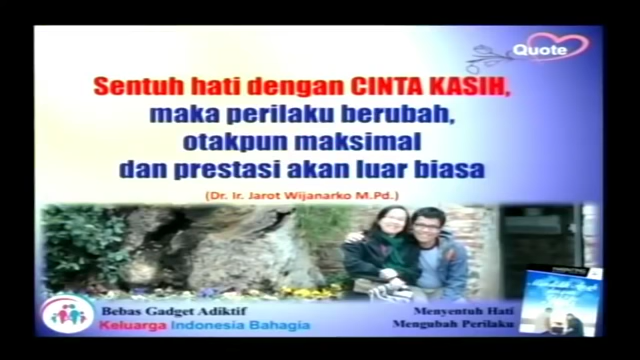 Quote
Sentuh hati dengan CINTA KASIH,
maka perilaku berubah,
otakpun maksimal
dan prestasi akan luar biasa
(Dr. Ir. Jarot Wijanarko M.Pd.)
Bebas Gadget Adiktif
Keluarga Indonesia Bahagia
Menyentuh Hati
Mengubah Perilaku